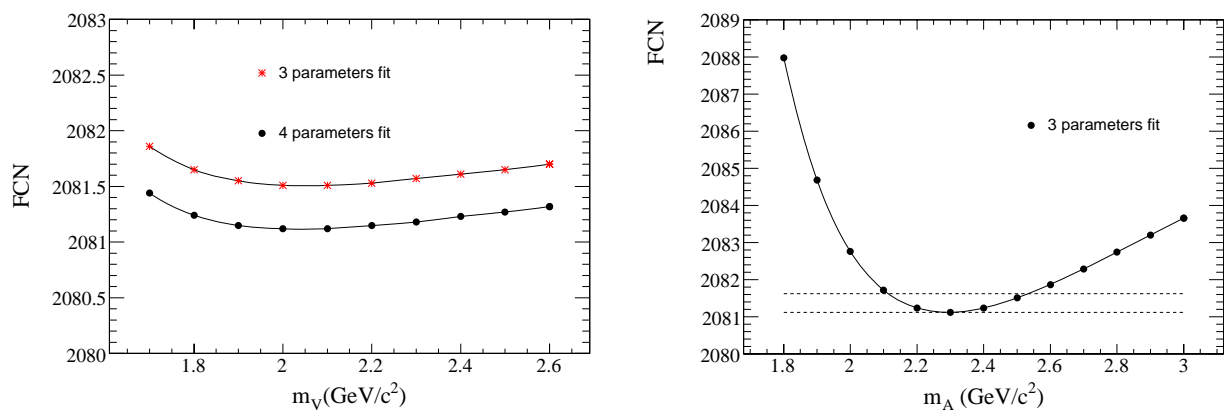 FCN
2083
2082.5
2082
2081.5
2081
2080.5
2080
3 parameters fit
4 parameters fit
1.8 2 2.2 2.4 2.6
m_V(GeV/c²)
FCN
2089
2088
2087
2086
2085
2084
2083
2082
2081
2080
3 parameters fit
1.8 2 2.2 2.4 2.6 2.8 3
m_A(GeV/c²)